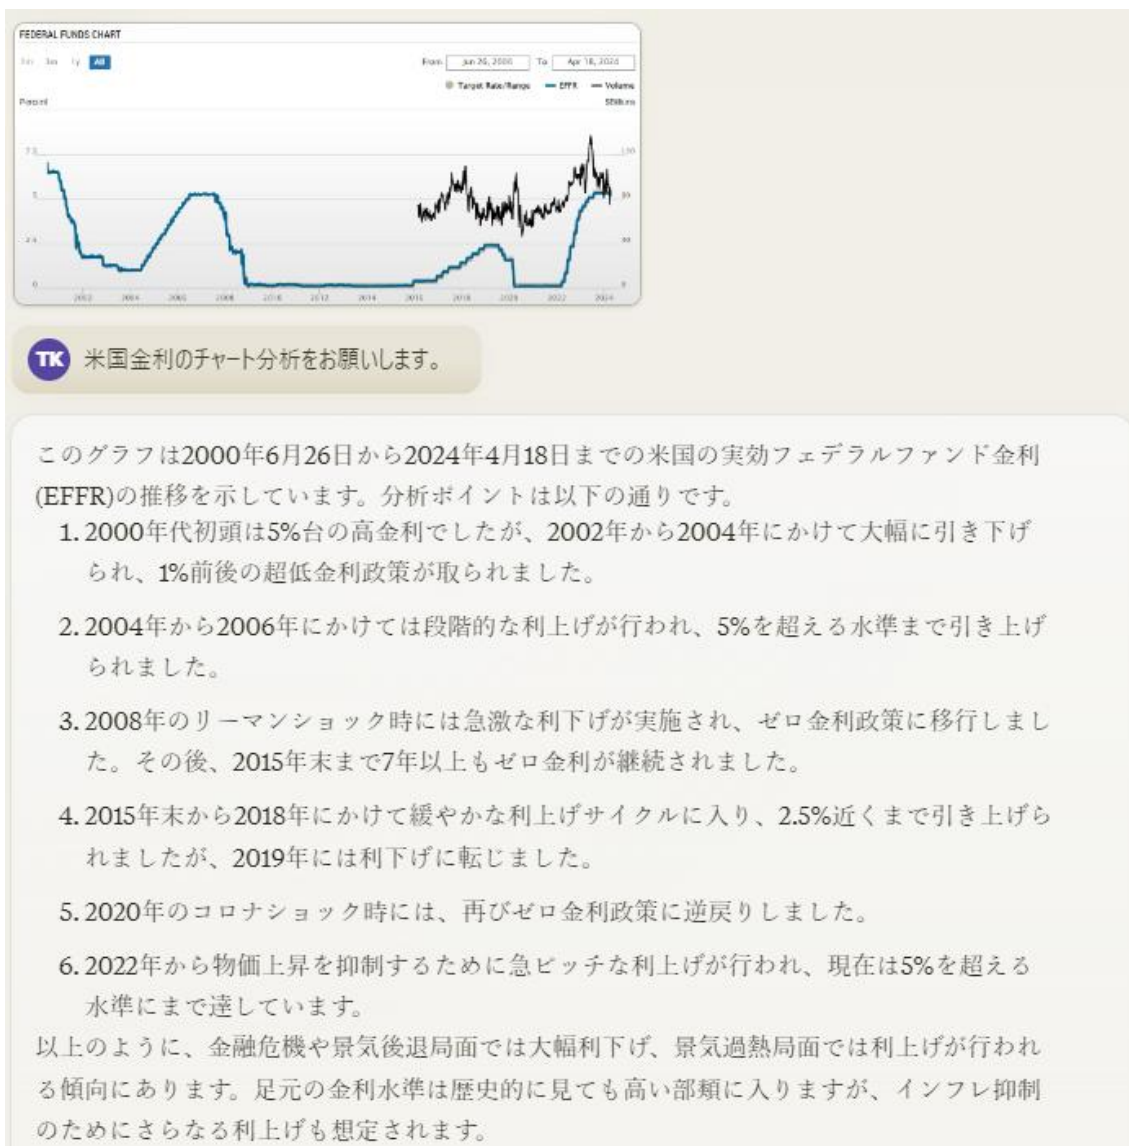 FEDERAL FUNDS CHART
1y All From Jun 26, 2000 To Apr 18, 2024
Target Rate/Range EFFR Volume
Percent
7.5
5
2.5
0 0
2002 2004 2006 2008 2010 2012 2014 2016 2018 2020 2022 2024
TK 米国金利のチャート分析をお願いします。
このグラフは2000年6月26日から2024年4月18日までの米国の実効フェデラルファンド金利
(EFFR)の推移を示しています。分析ポイントは以下の通りです。
1. 2000年代初頭は5%台の高金利でしたが、2002年から2004年にかけて大幅に引き下げ
られ、1%前後の超低金利政策が取られました。
2. 2004年から2006年にかけては段階的な利上げが行われ、5%を超える水準まで引き上げ
られました。
3. 2008年のリーマンショック時には急激な利下げが実施され、ゼロ金利政策に移行しまし
た。その後、2015年末まで7年以上もゼロ金利が継続されました。
4. 2015年末から2018年にかけて緩やかな利上げサイクルに入り、2.5%近くまで引き上げら
れましたが、2019年には利下げに転じました。
5. 2020年のコロナショック時には、再びゼロ金利政策に逆戻りしました。
6. 2022年から物価上昇を抑制するために急ピッチな利上げが行われ、現在は5%を超える
水準にまで達しています。
以上のように、金融危機や景気後退局面では大幅利下げ、景気過熱局面では利上げが行われ
る傾向にあります。足元の金利水準は歴史的に見ても高い部類に入りますが、インフレ抑制
のためにさらなる利上げも想定されます。